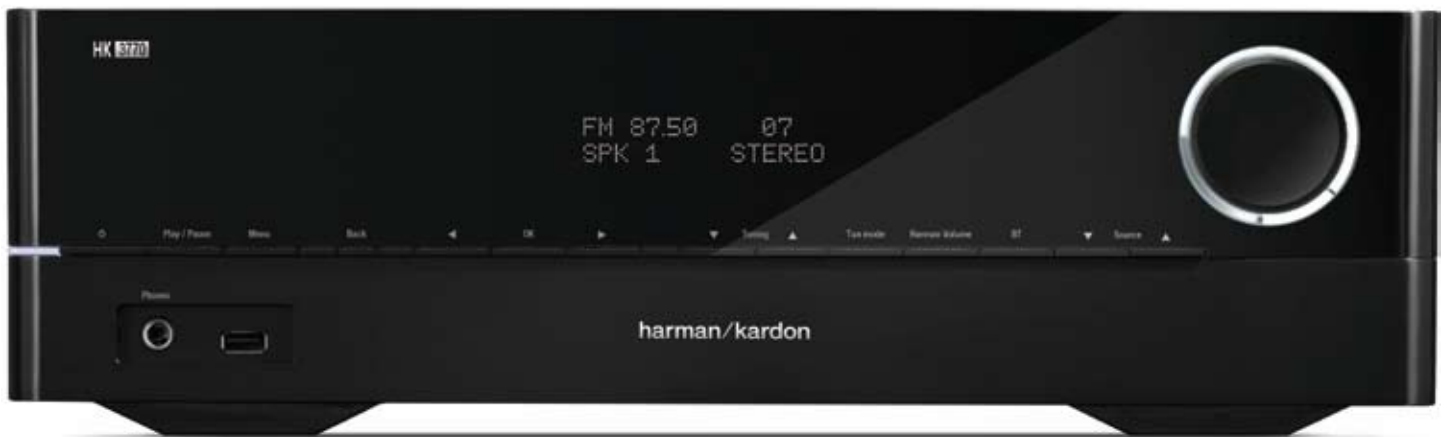 HK 3770
FM 87.50 07
SPK 1 STEREO
Play / Pause Menu Back ◀ OK ▶ ▼ Tuning ▲ Tun mode Harman Volume BT ▼ Source ▲
Phones
harman/kardon